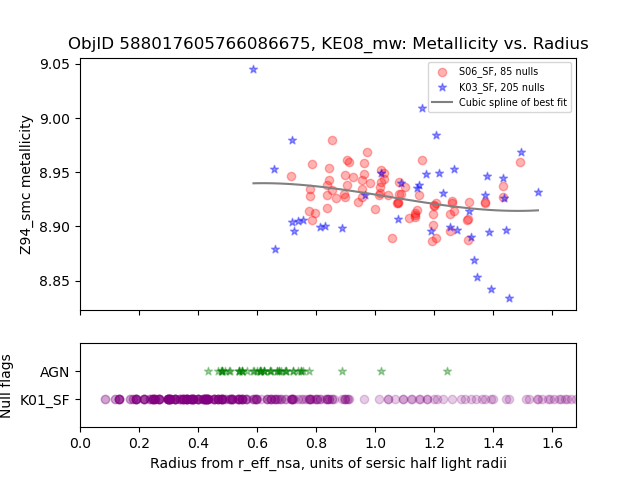 ObjID 588017605766086675, KE08_mw: Metallicity vs. Radius
9.05
9.00
8.95
8.90
8.85
Z94_smc metallicity
S06_SF, 85 nulls
K03_SF, 205 nulls
Cubic spline of best fit
AGN
K01_SF
Null flags
0.0 0.2 0.4 0.6 0.8 1.0 1.2 1.4 1.6
Radius from r_eff_nsa, units of sersic half light radii